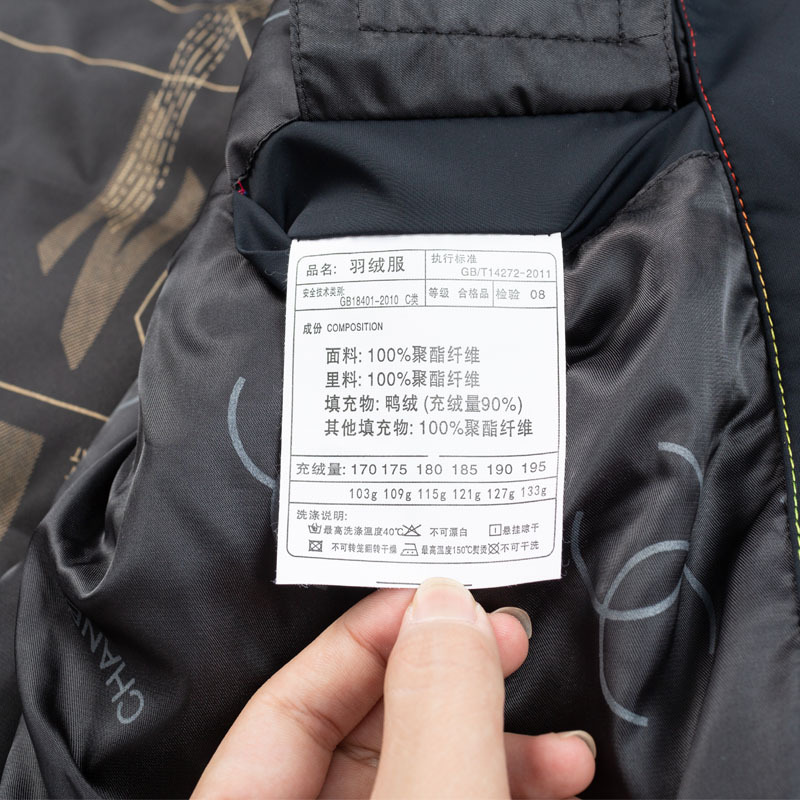 品名: 羽绒服
执行标准
GB/T14272-2011
安全技术类别:
GB18401-2010 C类
等级 合格品
检验 08
成份 COMPOSITION
面料: 100%聚酯纤维
里料: 100%聚酯纤维
填充物: 鸭绒 (充绒量90%)
其他填充物: 100%聚酯纤维
充绒量: 170 175 180 185 190 195
103g 109g 115g 121g 127g 133g
洗涤说明:
最高洗涤温度40℃ 不可漂白 悬挂晾干
不可转笼翻转干燥 最高温度150℃熨烫 不可干洗
CHANE